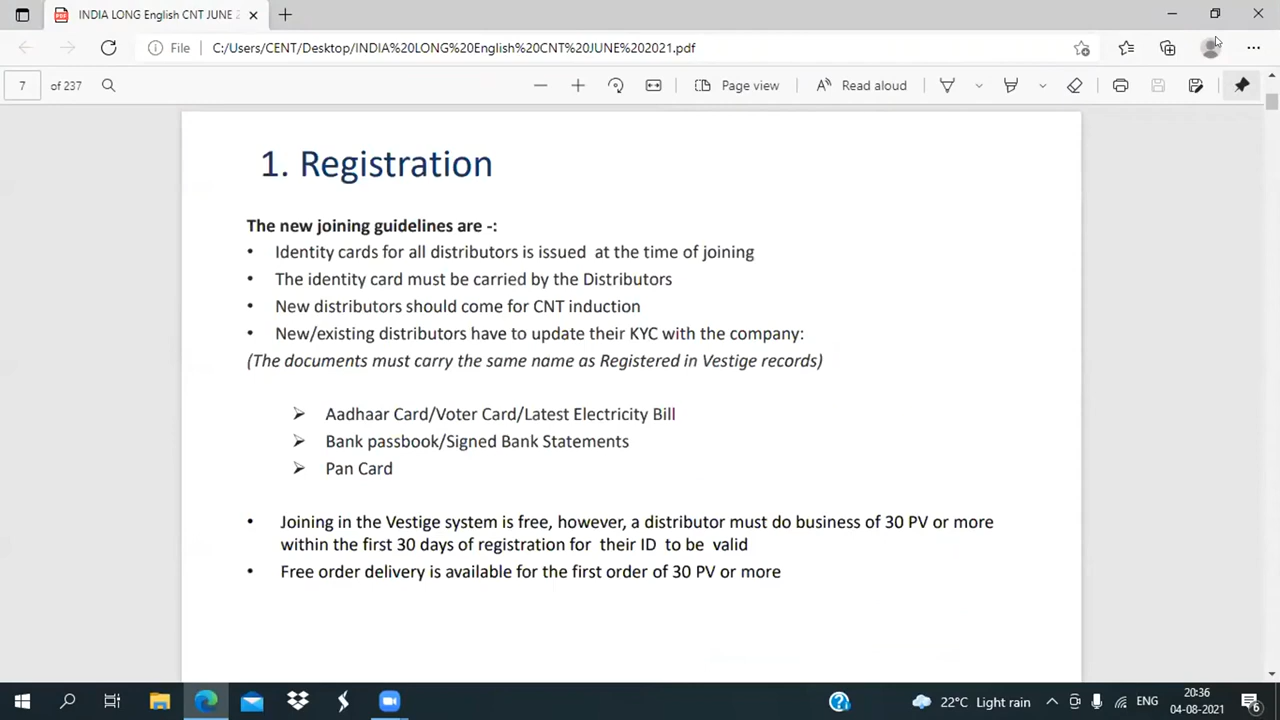 INDIA LONG English CNT JUNE 2
File
C:/Users/CENT/Desktop/INDIA%20LONG%20English%20CNT%20JUNE%202021.pdf
7
of 237
Page view
Read aloud
1. Registration
The new joining guidelines are -:
• Identity cards for all distributors is issued at the time of joining
• The identity card must be carried by the Distributors
• New distributors should come for CNT induction
• New/existing distributors have to update their KYC with the company:
(The documents must carry the same name as Registered in Vestige records)
➢ Aadhaar Card/Voter Card/Latest Electricity Bill
➢ Bank passbook/Signed Bank Statements
➢ Pan Card
• Joining in the Vestige system is free, however, a distributor must do business of 30 PV or more
within the first 30 days of registration for their ID to be valid
• Free order delivery is available for the first order of 30 PV or more
22°C Light rain
ENG
20:36
04-08-2021
6